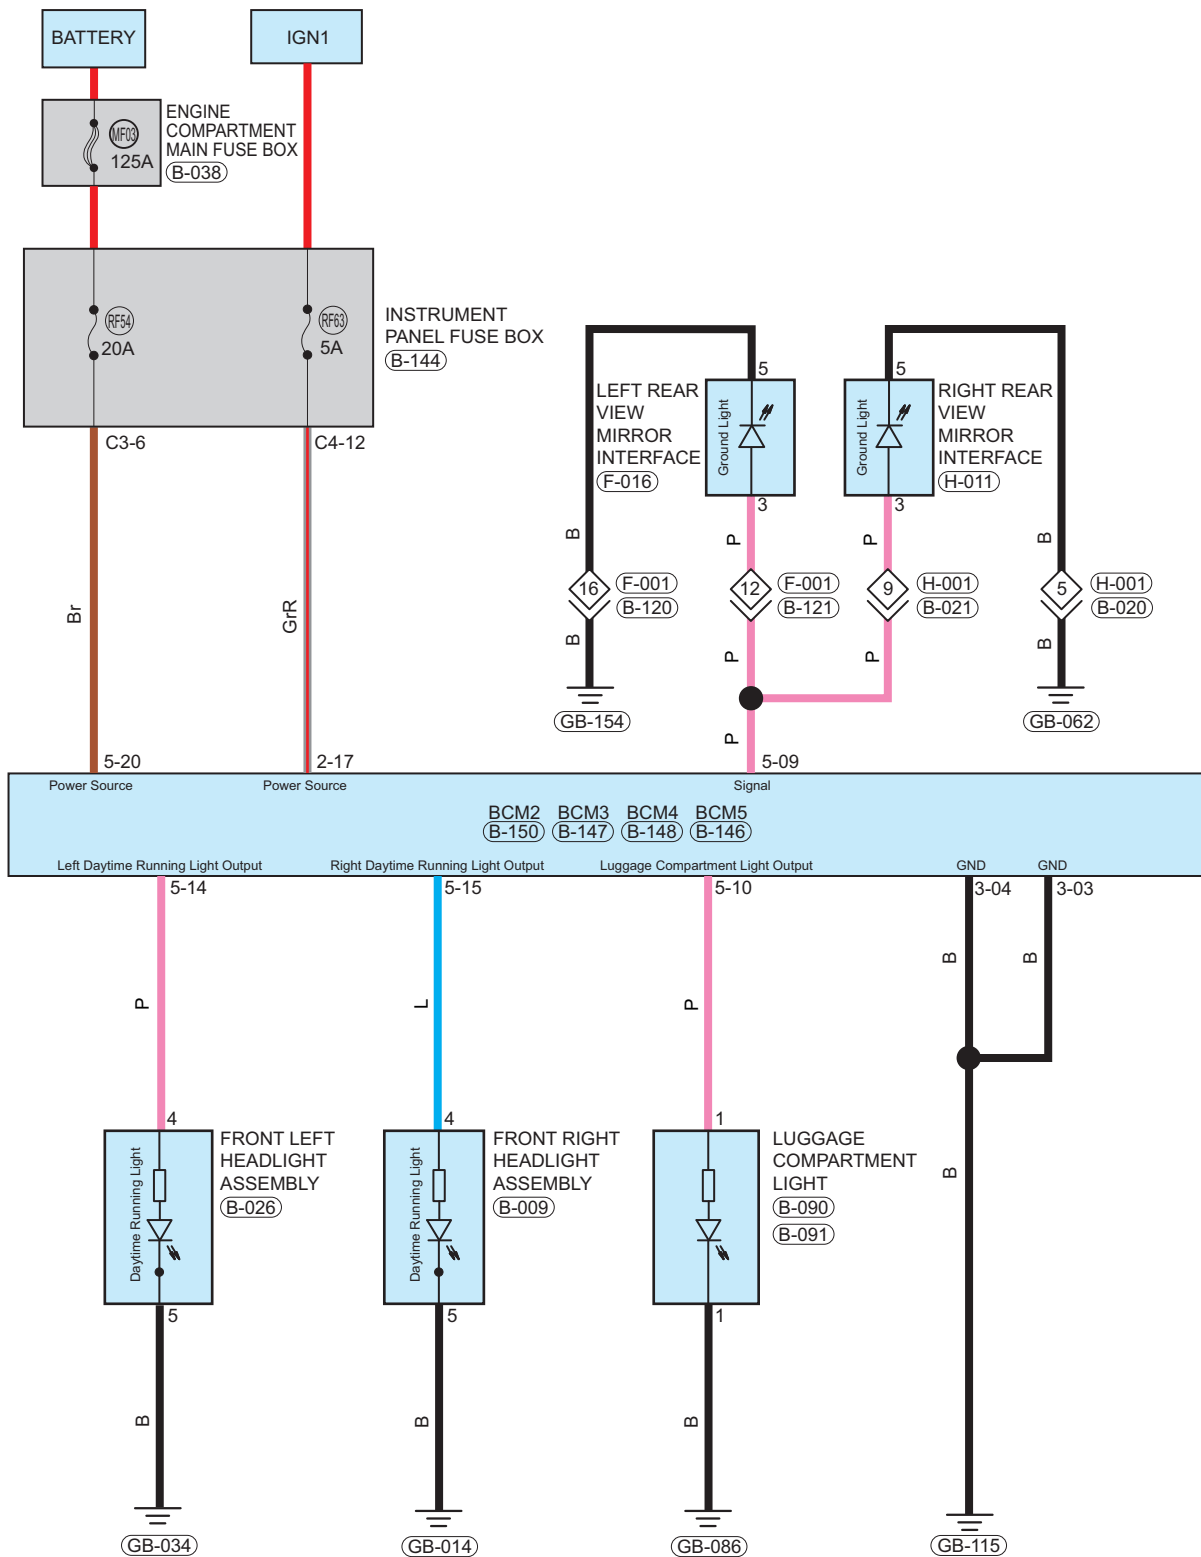 BATTERY
IGN1
MF03
125A
ENGINE
COMPARTMENT
MAIN FUSE BOX
B-038
RF54
20A
RF63
5A
INSTRUMENT
PANEL FUSE BOX
B-144
C3-6
C4-12
Br
GrR
5
LEFT REAR
VIEW
MIRROR
INTERFACE
F-016
Ground Light
3
5
RIGHT REAR
VIEW
MIRROR
INTERFACE
H-011
Ground Light
3
B
P
P
B
16
F-001
B-120
12
F-001
B-121
9
H-001
B-021
5
H-001
B-020
B
P
P
B
GB-154
GB-062
P
5-20
2-17
5-09
Power Source
Power Source
Signal
BCM2
B-150
BCM3
B-147
BCM4
B-148
BCM5
B-146
Left Daytime Running Light Output
Right Daytime Running Light Output
Luggage Compartment Light Output
GND
GND
5-14
5-15
5-10
3-04
3-03
P
L
P
B
B
B
4
Daytime Running Light
FRONT LEFT
HEADLIGHT
ASSEMBLY
B-026
5
4
Daytime Running Light
FRONT RIGHT
HEADLIGHT
ASSEMBLY
B-009
5
1
LUGGAGE
COMPARTMENT
LIGHT
B-090
B-091
1
B
B
B
GB-034
GB-014
GB-086
GB-115